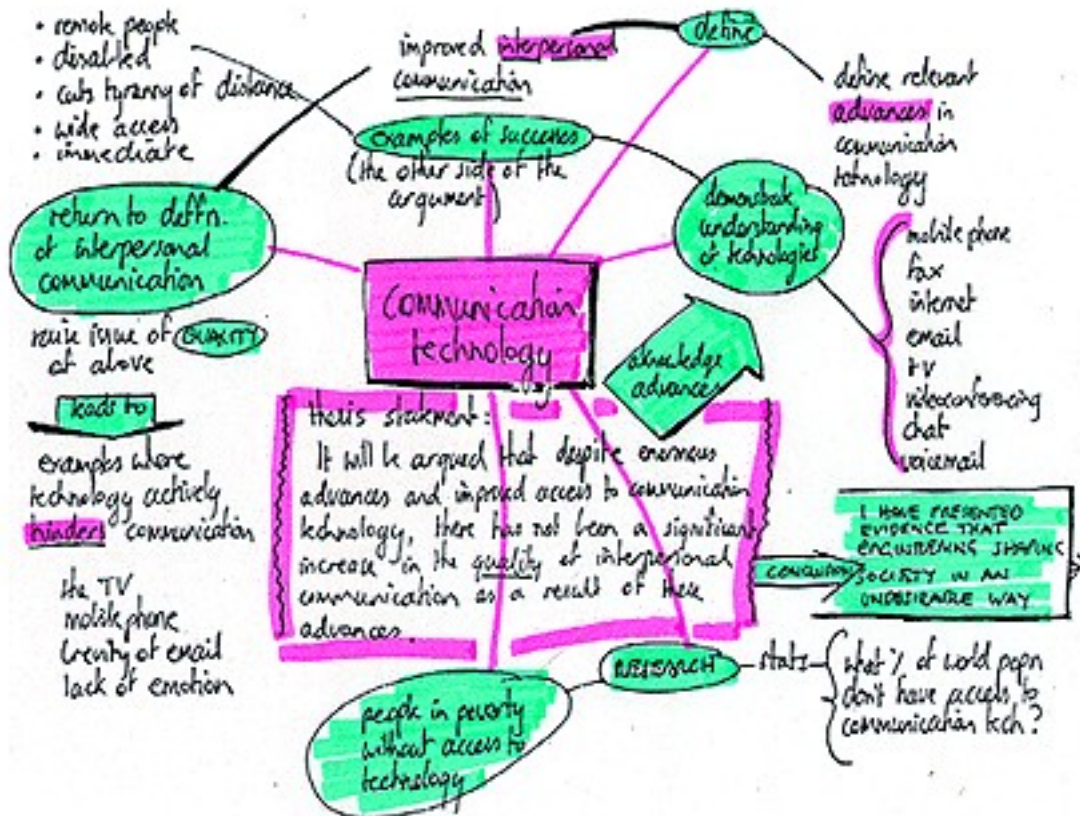 • remote people
• disabled
• cuts tyranny of distance
• wide access
• immediate
improved interpersonal
communication
define
define relevant
advances in
communication
technology
examples of successes
(the other side of the
argument)
return to deffn.
of interpersonal
communication
demonstrate
understanding
of technologies
mobile phone
fax
internet
email
TV
videoconferencing
chat
voicemail
Communication
technology
issue of QUALITY
at above
leads to
examples where
technology actively
hinders communication
the TV
mobile phone
brevity of email
lack of emotion
aknowledge
advances
thesis statement:
It will be argued that despite enormous
advances and improved access to communication
technology, there has not been a significant
increase in the quality of interpersonal
communication as a result of these
advances.
CONCLUSION
I HAVE PRESENTED
EVIDENCE THAT
ENGINEERING SHAPING
SOCIETY IN AN
UNDESIRABLE WAY
RESEARCH
stats
what % of world popn
don't have access to
communication tech?
people in poverty
without access to
technology